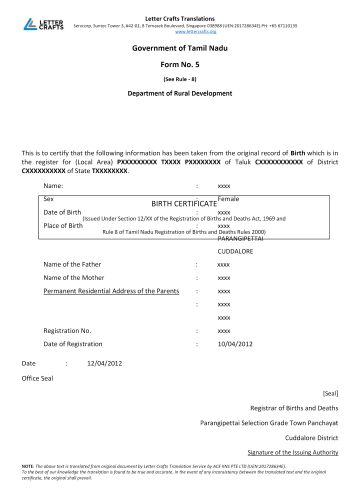 LETTER
CRAFTS
Letter Crafts Translations
Semcorp, Suntec Tower 3, #42-01, 8 Temasek Boulevard, Singapore 038988 (UEN:201728634E).PH: +65 67110135
www.lettercrafts.org
Government of Tamil Nadu
Form No. 5
(See Rule - 8)
Department of Rural Development
This is to certify that the following information has been taken from the original record of Birth which is in
the register for (Local Area) PXXXXXXXXX TXXXX PXXXXXXXX of Taluk CXXXXXXXXXXX of District
CXXXXXXXXXX of State TXXXXXXXX.
Name: : xxxx
Sex : Female
BIRTH CERTIFICATE
Date of Birth : xxxx
(Issued Under Section 12/XX of the Registration of Births and Deaths Act, 1969 and
Place of Birth : xxxx
Rule 8 of Tamil Nadu Registration of Births and Deaths Rules 2000)
PARANGIPETTAI
CUDDALORE
Name of the Father : xxxx
Name of the Mother : xxxx
Permanent Residential Address of the Parents : xxxx
: xxxx
xxxx
Registration No. : xxxx
Date of Registration : 10/04/2012
Date : 12/04/2012
Office Seal
[Seal]
Registrar of Births and Deaths
Parangipettai Selection Grade Town Panchayat
Cuddalore District
Signature of the Issuing Authority
NOTE: The above text is translated from original document by Letter Crafts Translation Service by ACE HNS PTE LTD (UEN:201728634E).
To the best of our knowledge the translation is found to be true and accurate. In the event of any inconsistency between the translated text and the original
certificate, the original shall prevail.